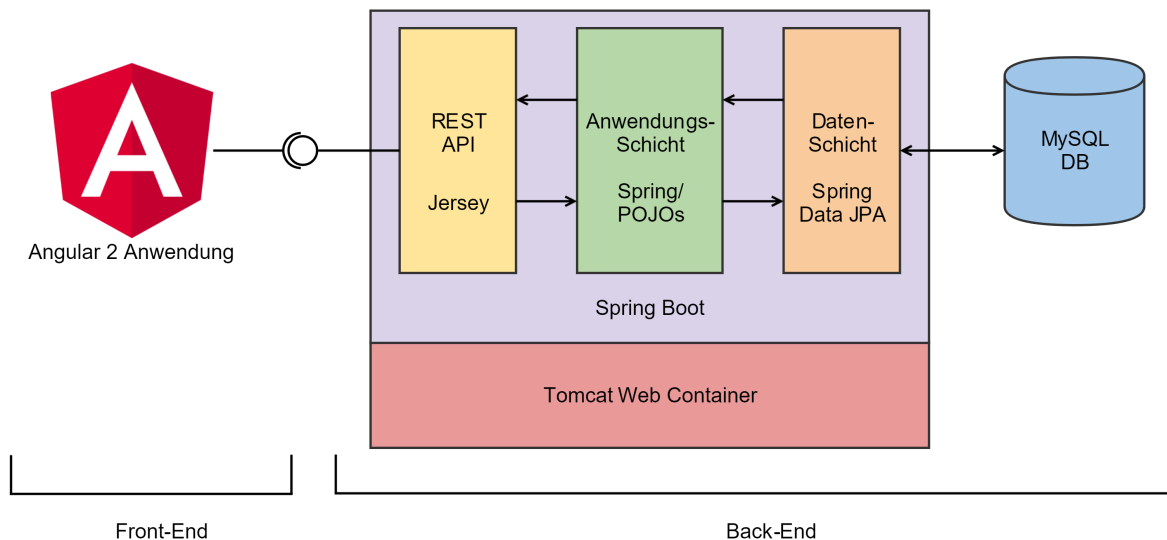 REST
API
Jersey
Anwendungs-
Schicht
Spring/
POJOs
Daten-
Schicht
Spring
Data JPA
MySQL
DB
A
Angular 2 Anwendung
Spring Boot
Tomcat Web Container
Front-End
Back-End